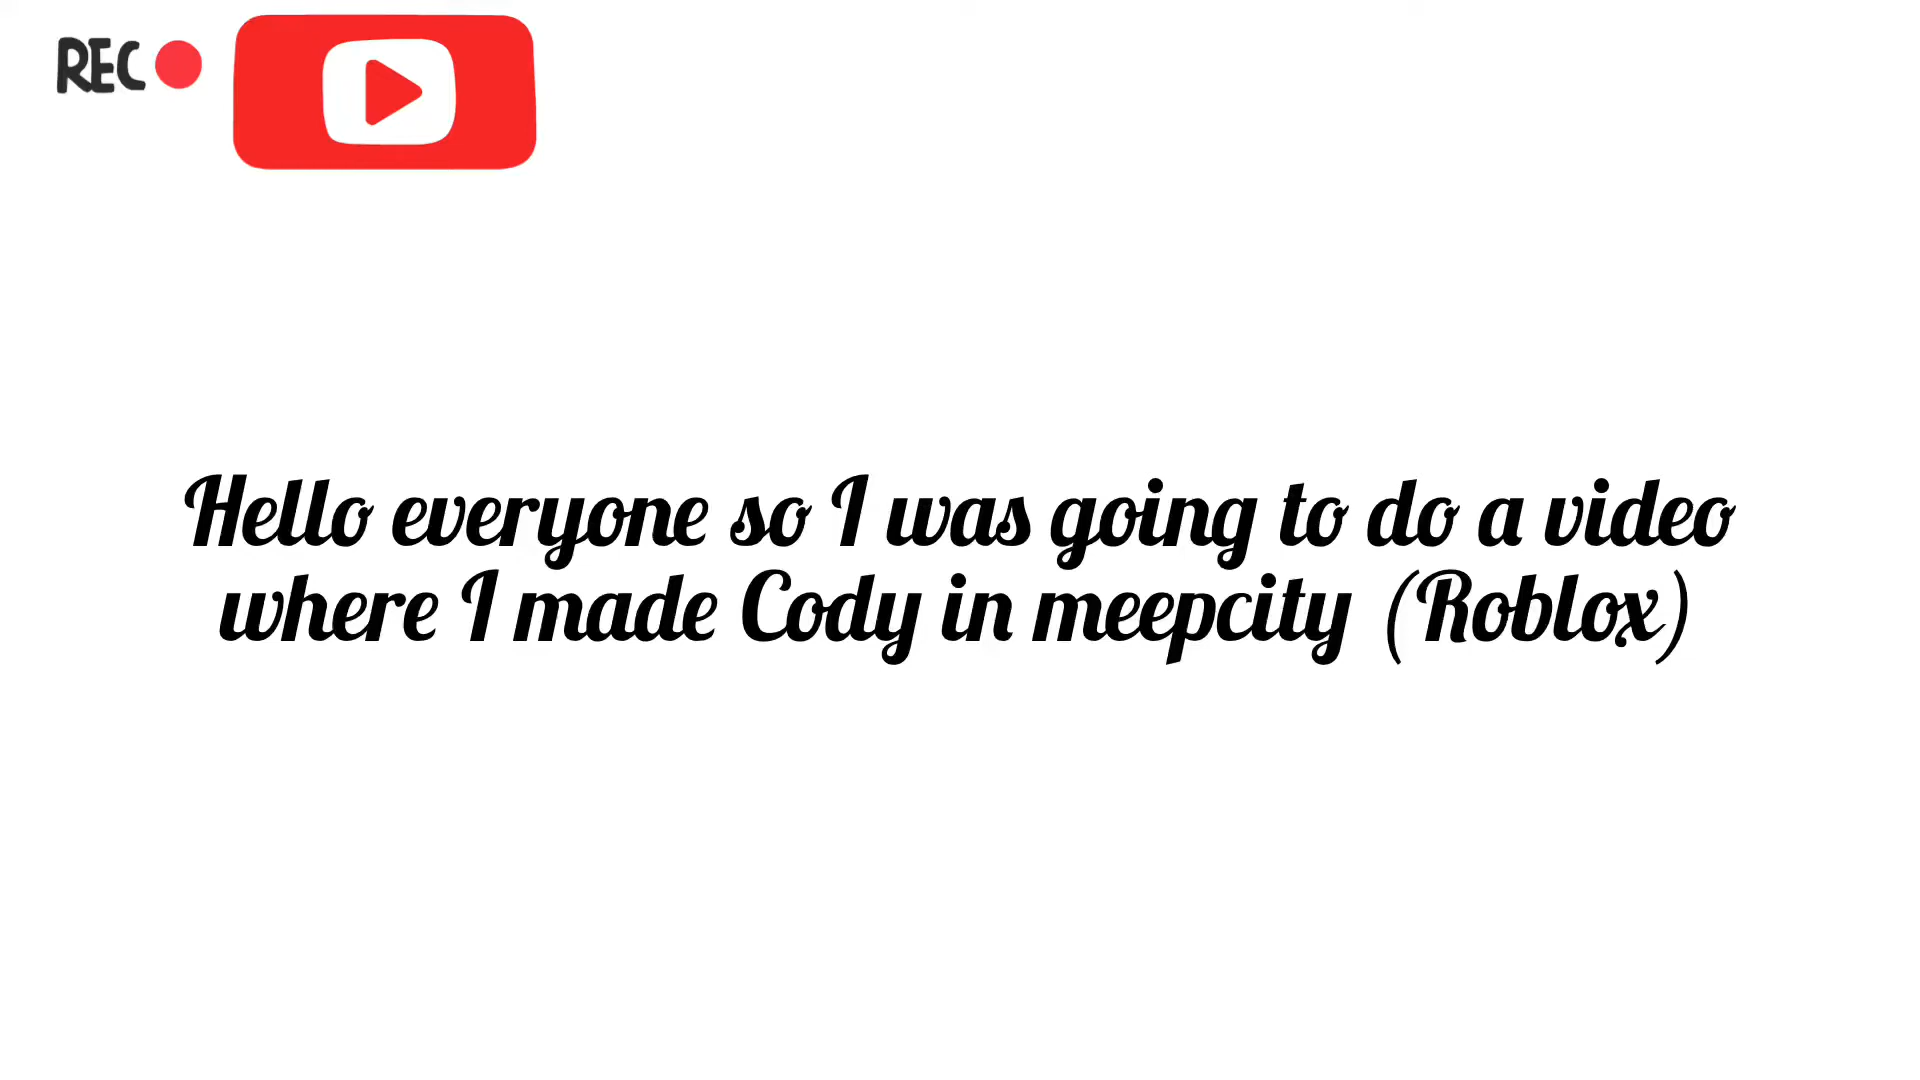 REC
Hello everyone so I was going to do a video
where I made Cody in meepcity (Roblox)